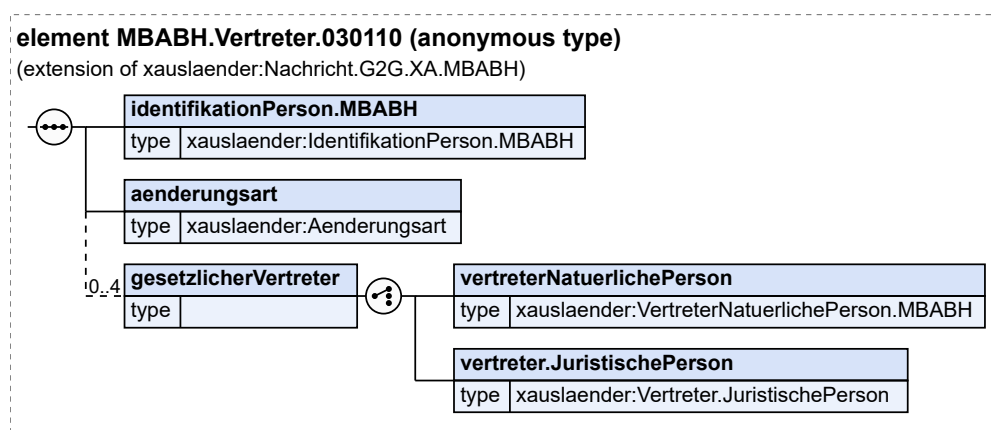 element MBABH.Vertreter.030110 (anonymous type)
(extension of xauslaender:Nachricht.G2G.XA.MBABH)
identifikationPerson.MBABH
type xauslaender:IdentifikationPerson.MBABH
aenderungsart
type xauslaender:Aenderungsart
0..4
gesetzlicherVertreter
type
vertreterNatuerlichePerson
type xauslaender:VertreterNatuerlichePerson.MBABH
vertreter.JuristischePerson
type xauslaender:Vertreter.JuristischePerson